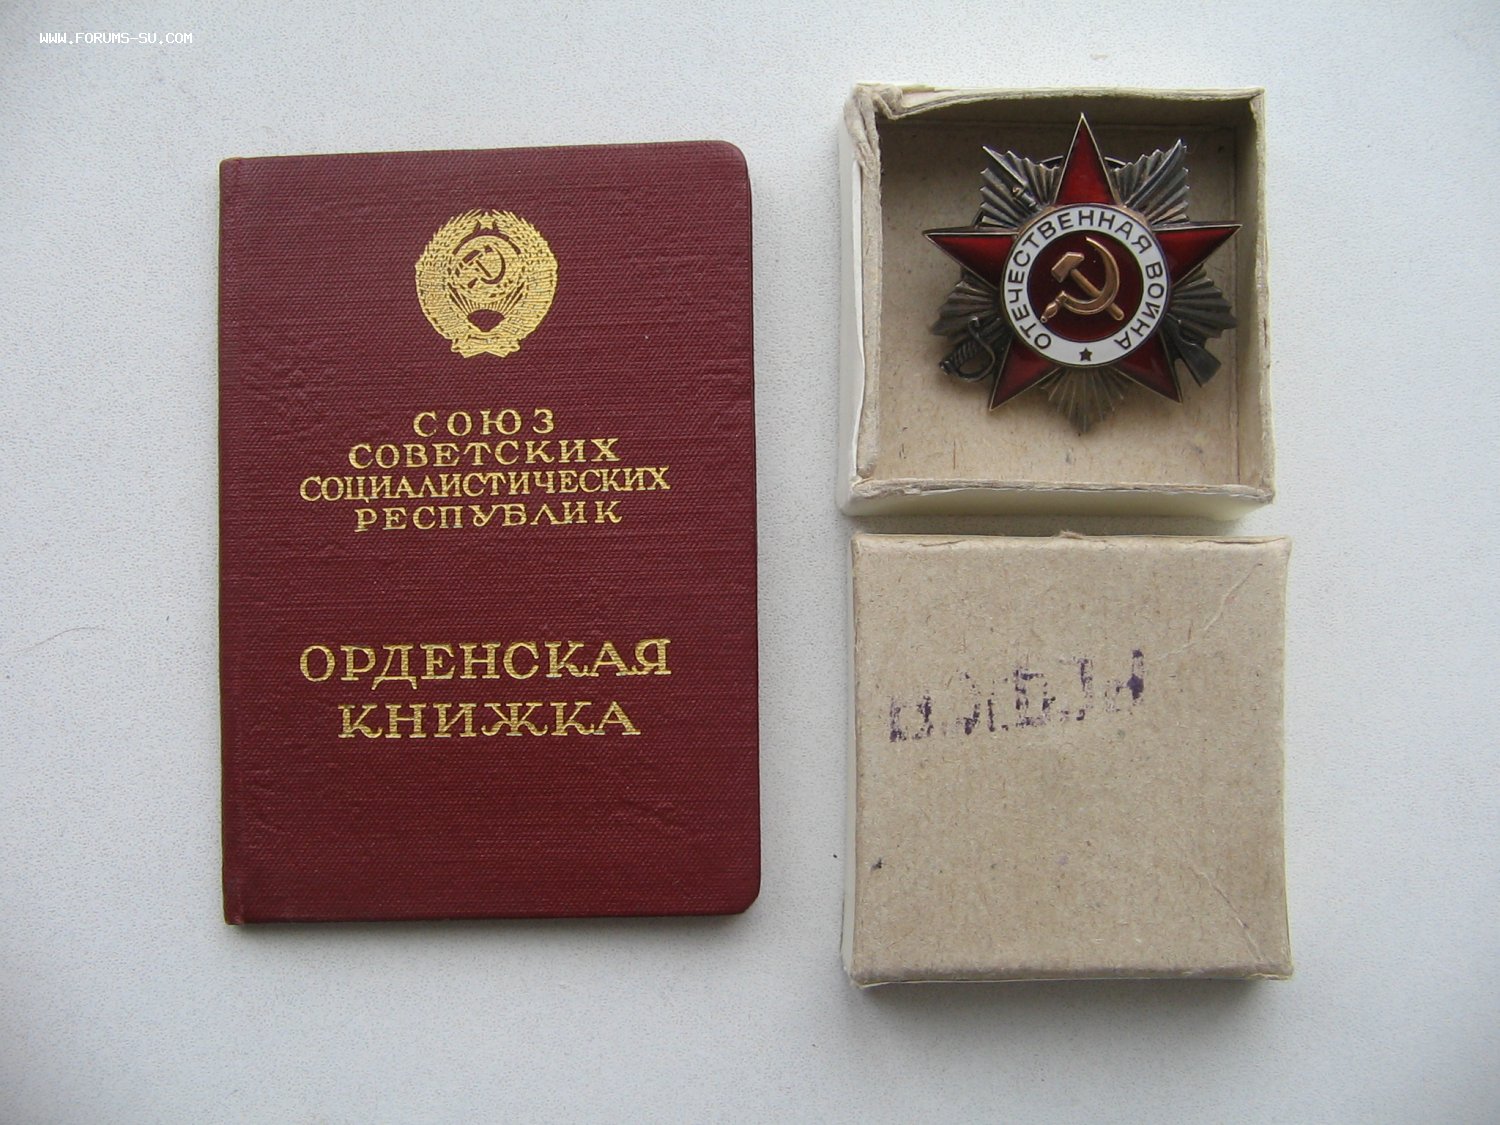 WWW.FORUMS-SU.COM
СОЮЗ
СОВЕТСКИХ
СОЦИАЛИСТИЧЕСКИХ
РЕСПУБЛИК
ОРДЕНСКАЯ
КНИЖКА
ОТЕЧЕСТВЕННАЯ ВОЙНА